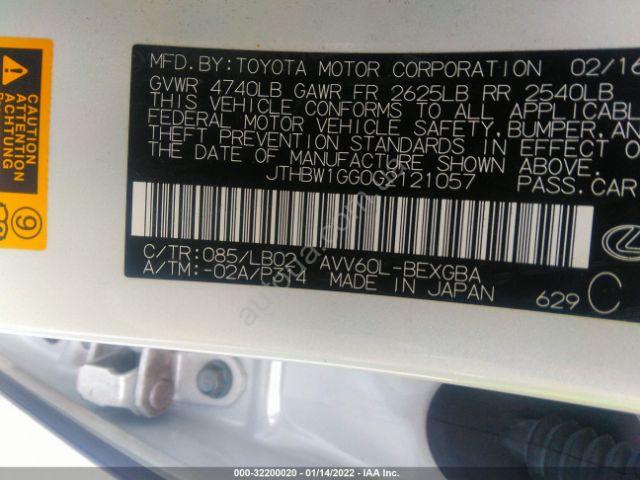 MFD.BY:TOYOTA MOTOR CORPORATION 02/16
GVWR 4740LB GAWR FR 2625LB RR 2540LB
THIS VEHICLE CONFORMS TO ALL APPLICABLE
FEDERAL MOTOR VEHICLE SAFETY, BUMPER, AN
THEFT PREVENTION STANDARDS IN EFFECT O
THE DATE OF MANUFACTURE SHOWN ABOVE.
JTHBW1GG0G2121057 PASS.CAR
C/TR:085/LB02 AVV60L-BEXGBA
A/TM:-02A/P314 MADE IN JAPAN
629 C
CAUTION
ATTENTION
9
000-32200020 - 01/14/2022 - IAA Inc.